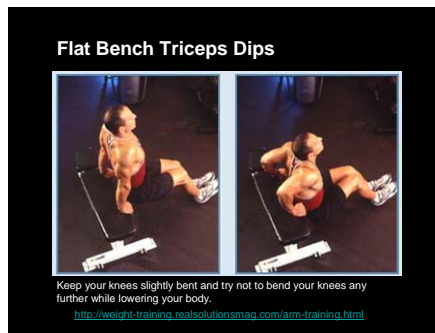 Flat Bench Triceps Dips
Keep your knees slightly bent and try not to bend your knees any
further while lowering your body.
http://weight-training.realsolutionsmag.com/arm-training.html